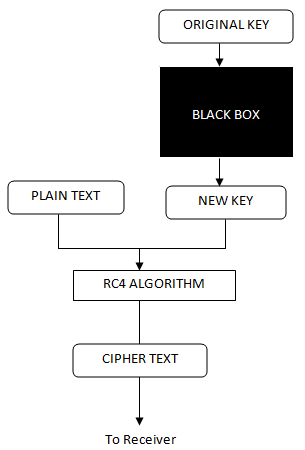 ORIGINAL KEY
BLACK BOX
PLAIN TEXT
NEW KEY
RC4 ALGORITHM
CIPHER TEXT
To Receiver